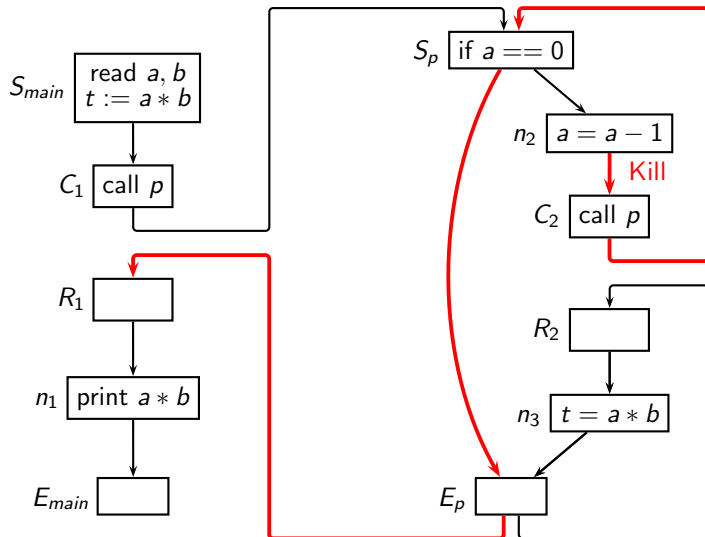 S_main
read a, b
t := a ∗ b
C_1
call p
R_1
n_1
print a ∗ b
E_main
S_p
if a == 0
n_2
a = a − 1
Kill
C_2
call p
R_2
n_3
t = a ∗ b
E_p